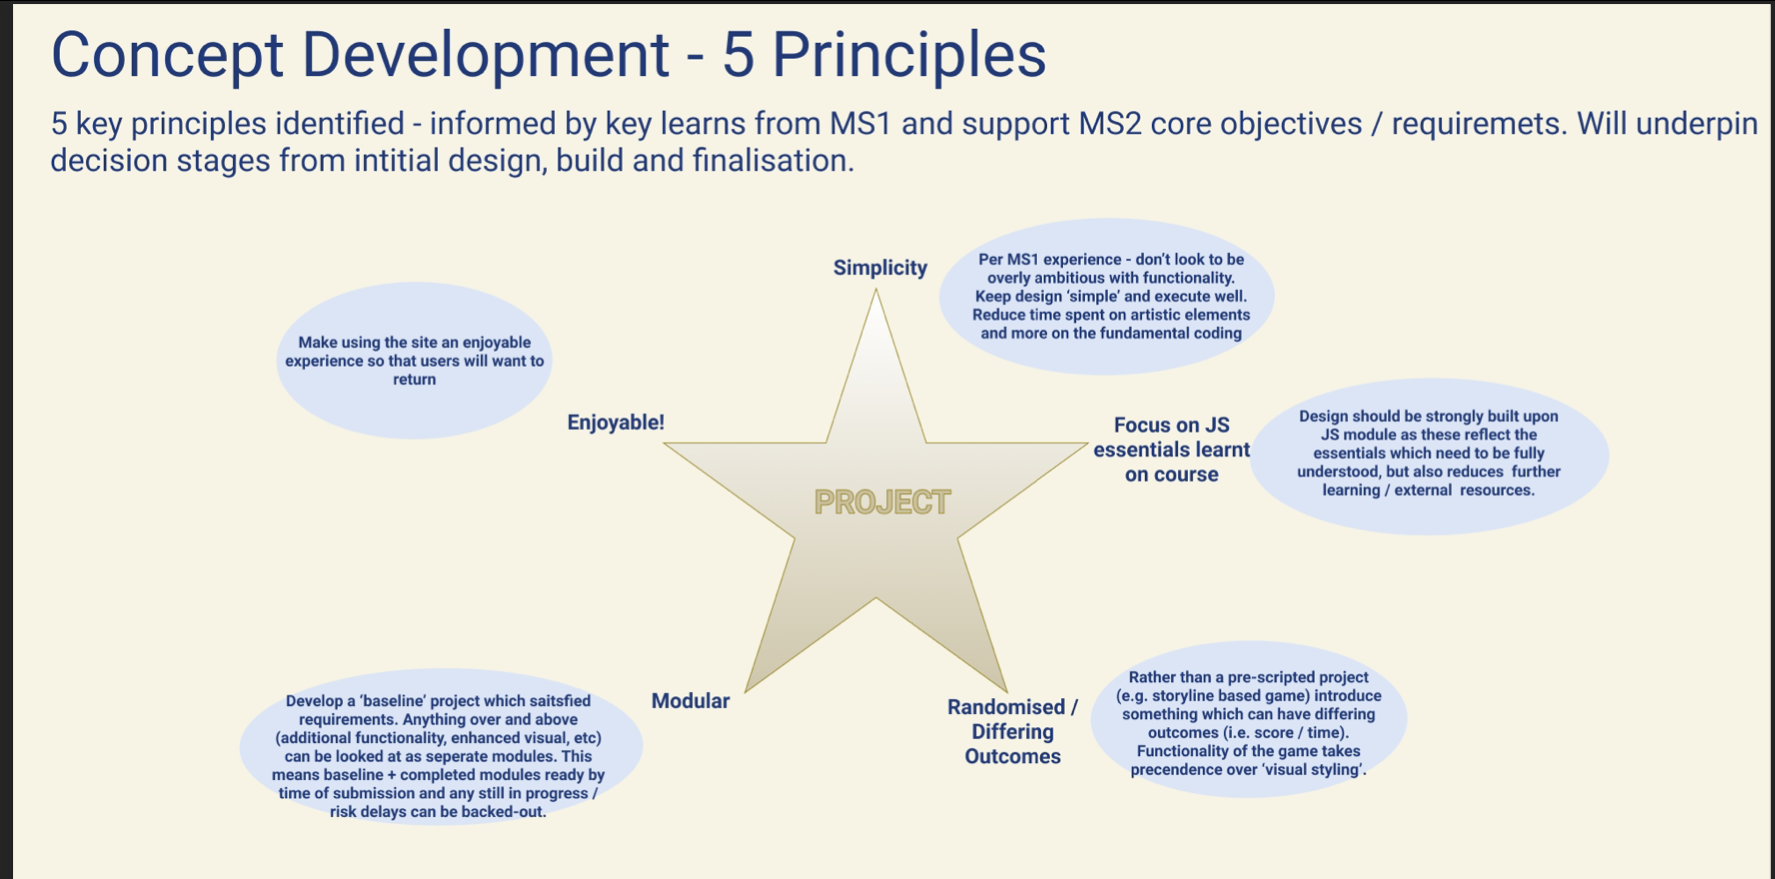 Concept Development - 5 Principles
5 key principles identified - informed by key learns from MS1 and support MS2 core objectives / requiremets. Will underpin
decision stages from intitial design, build and finalisation.
Simplicity
Per MS1 experience - don't look to be
overly ambitious with functionality.
Keep design 'simple' and execute well.
Reduce time spent on artistic elements
and more on the fundamental coding
Make using the site an enjoyable
experience so that users will want to
return
Enjoyable!
Focus on JS
essentials learnt
on course
Design should be strongly built upon
JS module as these reflect the
essentials which need to be fully
understood, but also reduces further
learning / external resources.
PROJECT
Modular
Develop a 'baseline' project which saitsfied
requirements. Anything over and above
(additional functionality, enhanced visual, etc)
can be looked at as seperate modules. This
means baseline + completed modules ready by
time of submission and any still in progress /
risk delays can be backed-out.
Randomised /
Differing
Outcomes
Rather than a pre-scripted project
(e.g. storyline based game) introduce
something which can have differing
outcomes (i.e. score / time).
Functionality of the game takes
precendence over 'visual styling'.